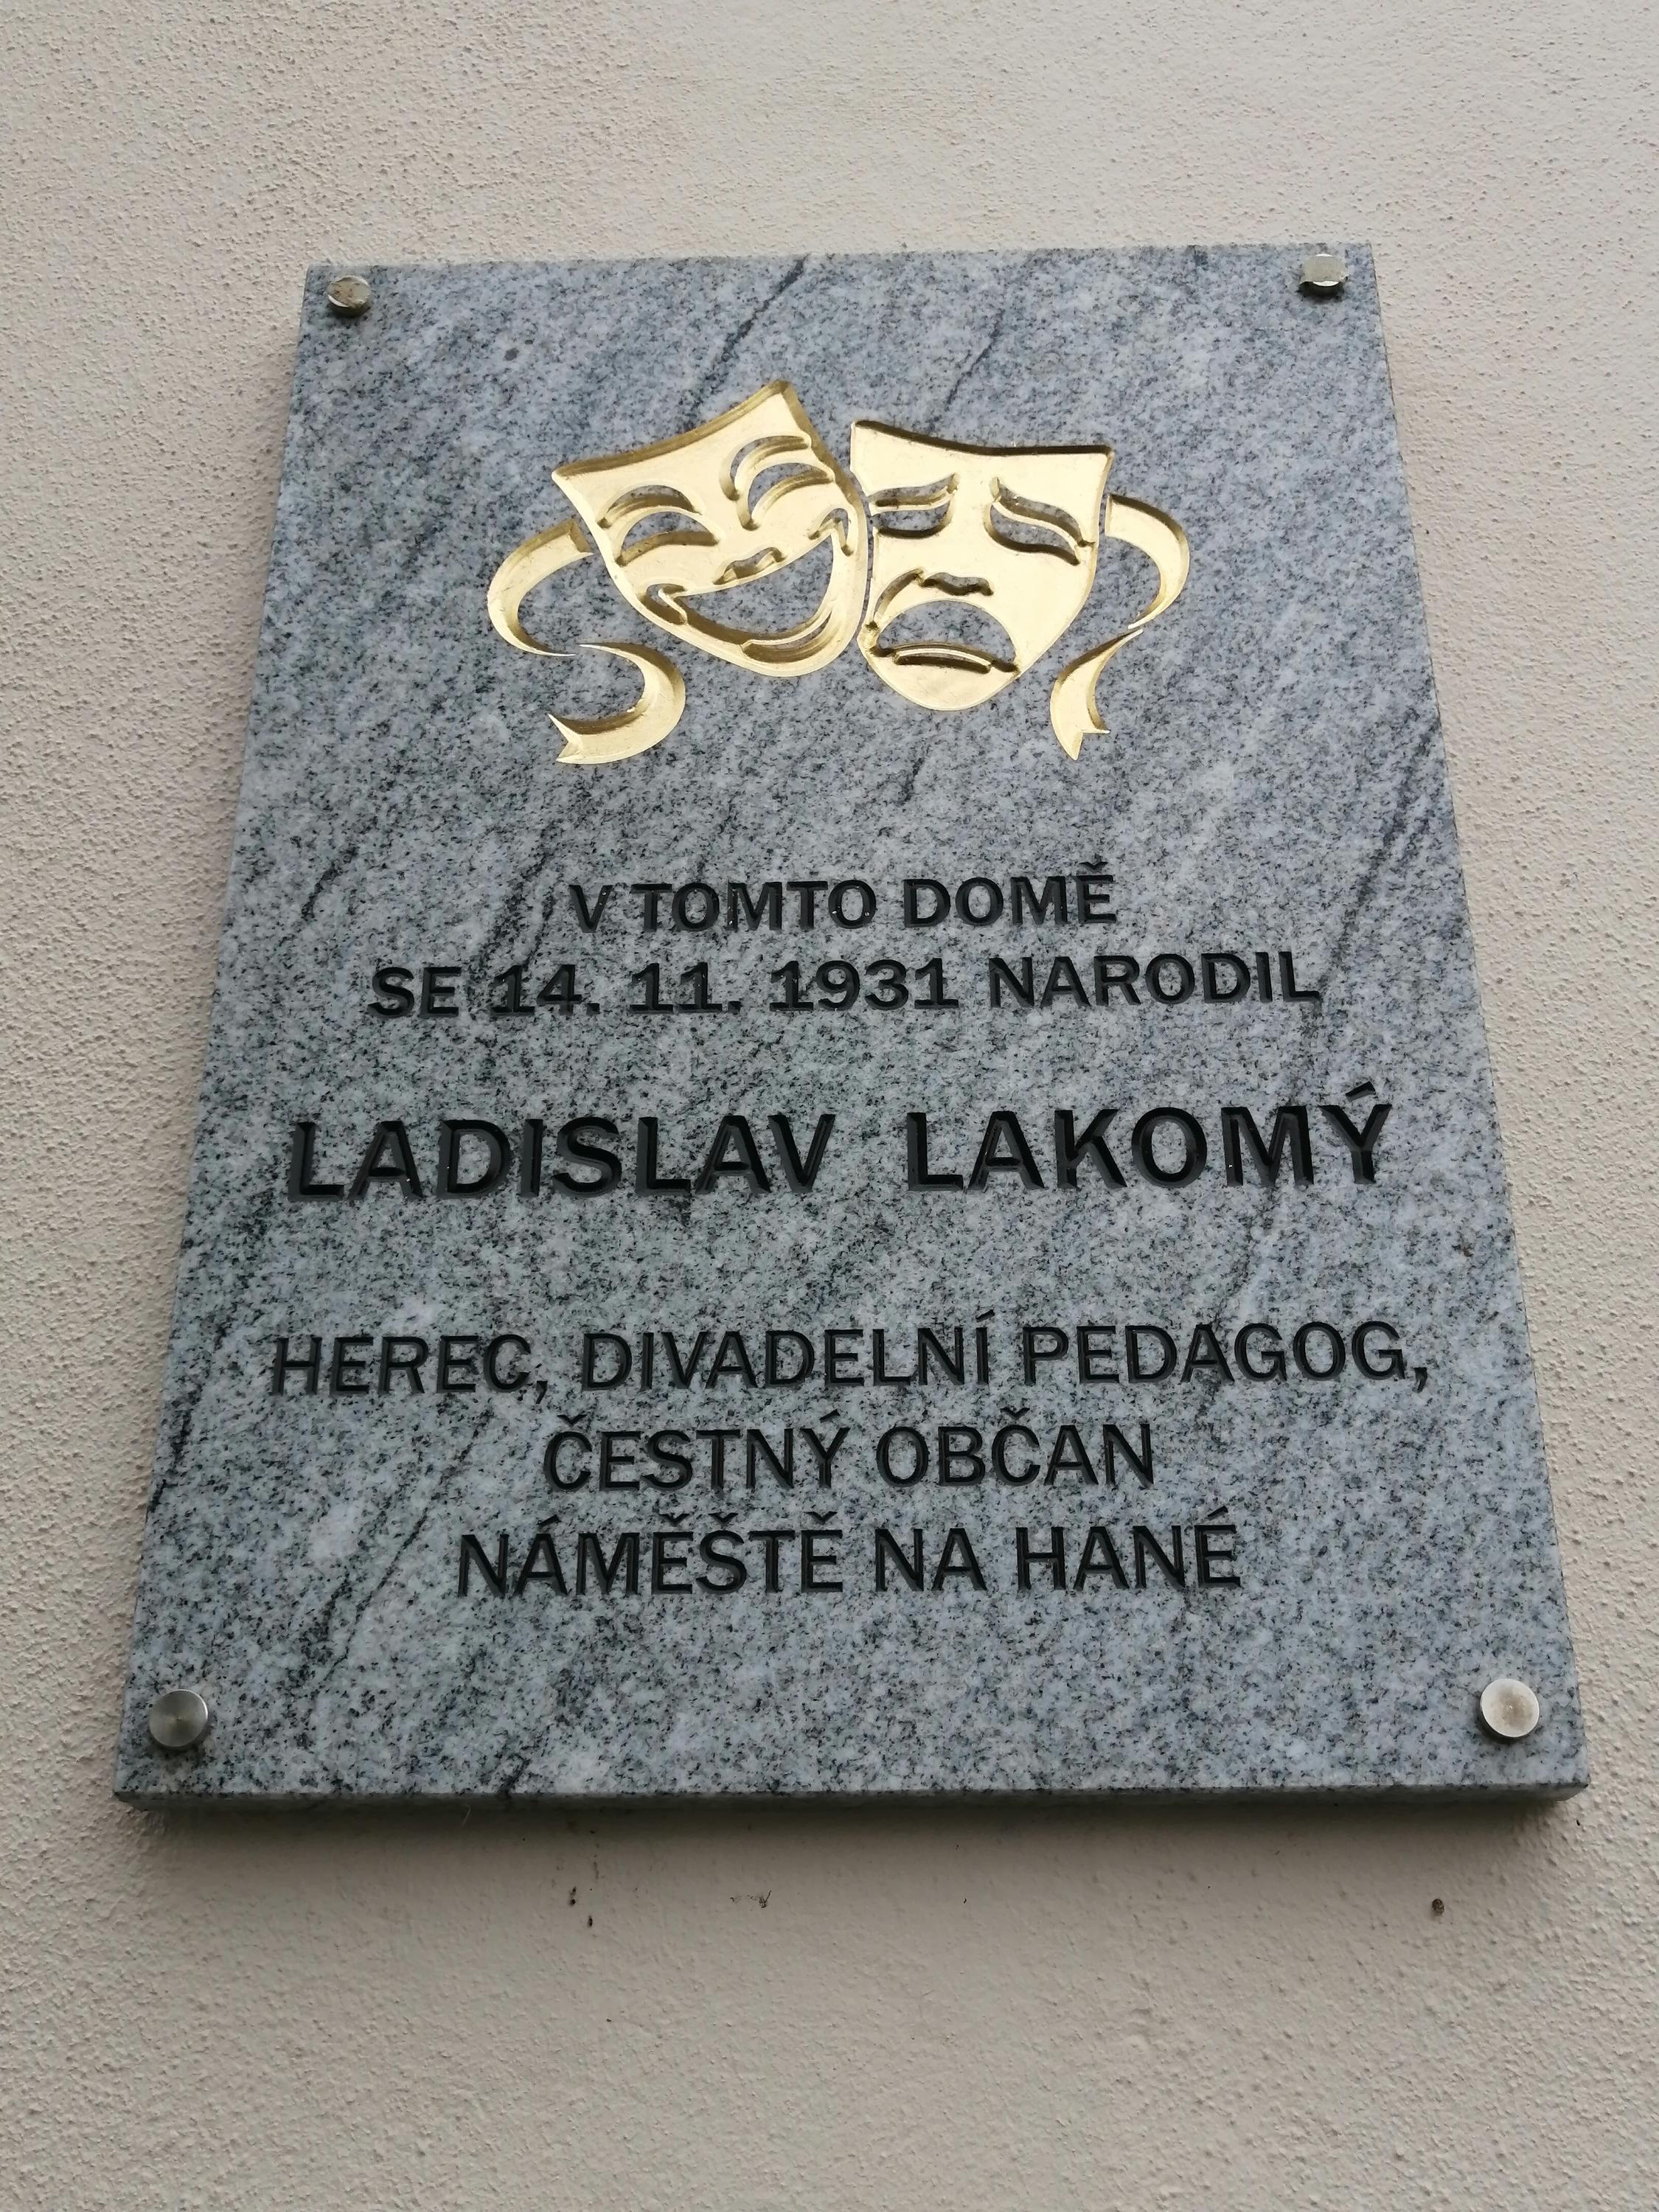 V TOMTO DOMĚ
SE 14. 11. 1931 NARODIL
LADISLAV LAKOMÝ
HEREC, DIVADELNÍ PEDAGOG,
ČESTNÝ OBČAN
NÁMĚŠTĚ NA HANÉ